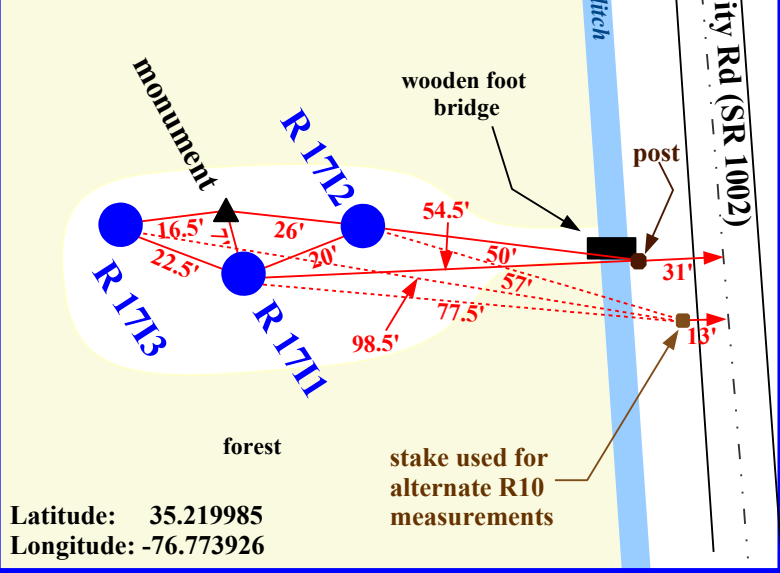 ditch
ity Rd (SR 1002)
monument
wooden foot
bridge
R 17I2
post
54.5'
16.5'
7'
26'
50'
31'
22.5'
20'
57'
R 17I3
R 17I1
77.5'
13'
98.5'
forest
stake used for
alternate R10
measurements
Latitude: 35.219985
Longitude: -76.773926